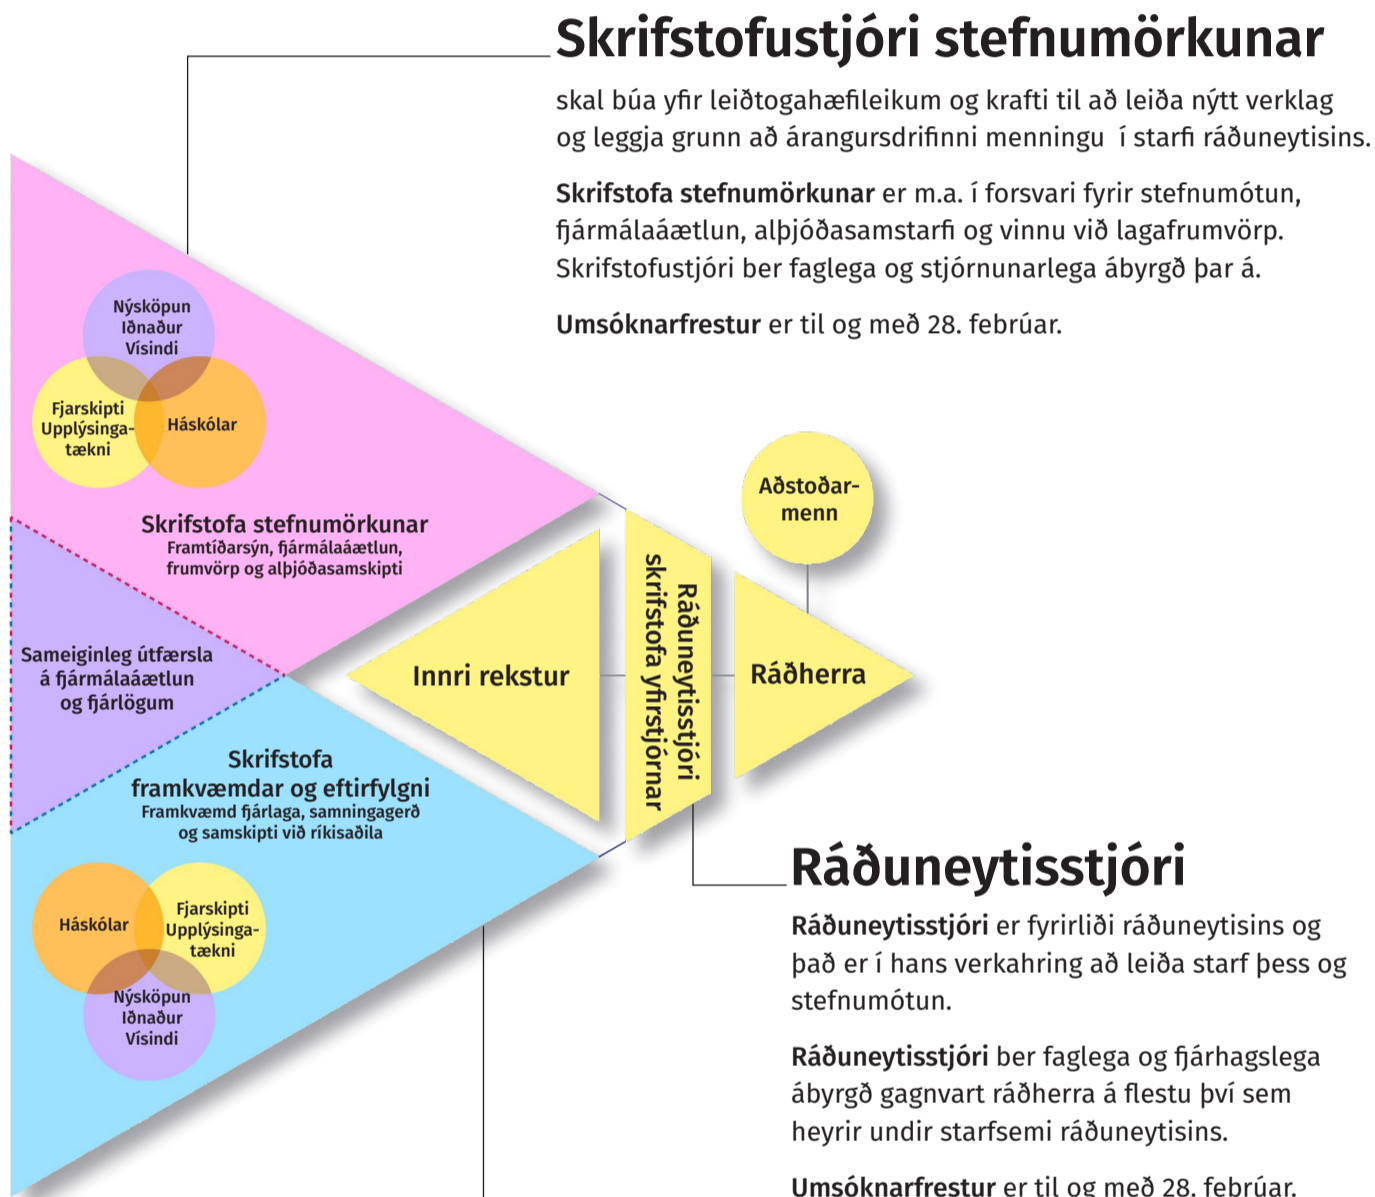 Skrifstofustjóri stefnumörkunar
skal búa yfir leiðtogahæfileikum og krafti til að leiða nýtt verklag
og leggja grunn að árangursdrifinni menningu í starfi ráðuneytisins.
Skrifstofa stefnumörkunar er m.a. í forsvari fyrir stefnumótun,
fjármálaáætlun, alþjóðasamstarfi og vinnu við lagafrumvörp.
Skrifstofustjóri ber faglega og stjórnunarlega ábyrgð þar á.
Umsóknarfrestur er til og með 28. febrúar.
Nýsköpun
Iðnaður
Vísindi
Fjarskipti
Upplýsinga-
tækni
Háskólar
Skrifstofa stefnumörkunar
Framtíðarsýn, fjármálaáætlun,
frumvörp og alþjóðasamskipti
Sameiginleg útfærsla
á fjármálaáætlun
og fjárlögum
Skrifstofa
framkvæmdar og eftirfylgni
Framkvæmd fjárlaga, samningagerð
og samskipti við ríkisaðila
Háskólar
Fjarskipti
Upplýsinga-
tækni
Nýsköpun
Iðnaður
Vísindi
Innri rekstur
Ráðuneytisstjóri
skrifstofa yfirstjórnar
Aðstoðar-
menn
Ráðherra
Ráðuneytisstjóri
Ráðuneytisstjóri er fyrirliði ráðuneytisins og
það er í hans verkahring að leiða starf þess og
stefnumótun.
Ráðuneytisstjóri ber faglega og fjárhagslega
ábyrgð gagnvart ráðherra á flestu því sem
heyrir undir starfsemi ráðuneytisins.
Umsóknarfrestur er til og með 28. febrúar.